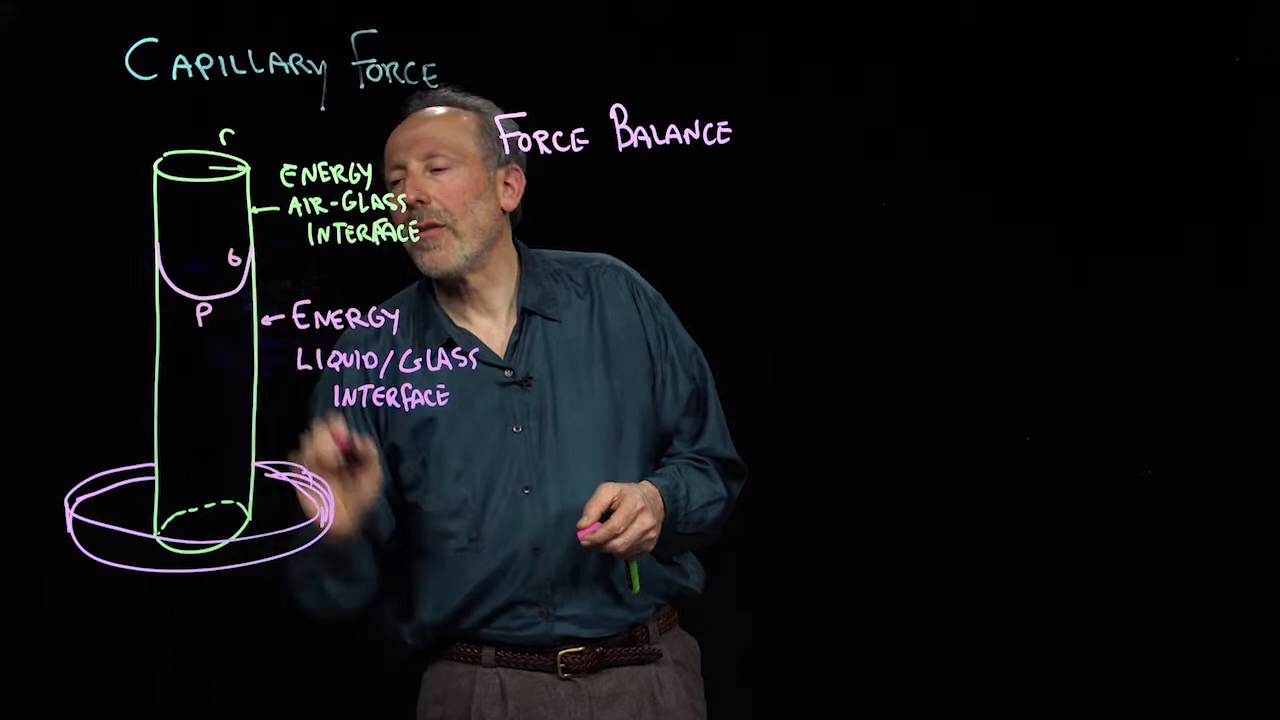 CAPILLARY FORCE
FORCE BALANCE
r
ENERGY
AIR-GLASS
INTERFACE
θ
P
ENERGY
LIQUID/GLASS
INTERFACE